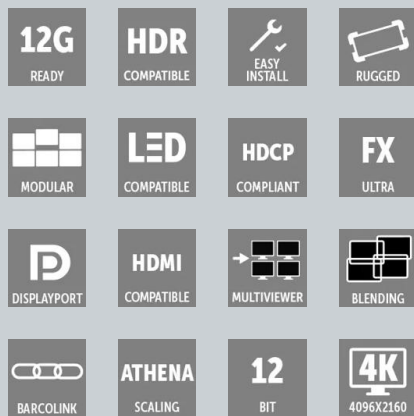 12G
READY
HDR
COMPATIBLE
EASY
INSTALL
RUGGED
MODULAR
LED
COMPATIBLE
HDCP
COMPLIANT
FX
ULTRA
DISPLAYPORT
HDMI
COMPATIBLE
MULTIVIEWER
BLENDING
BARCOLINK
ATHENA
SCALING
12
BIT
4K
4096X2160